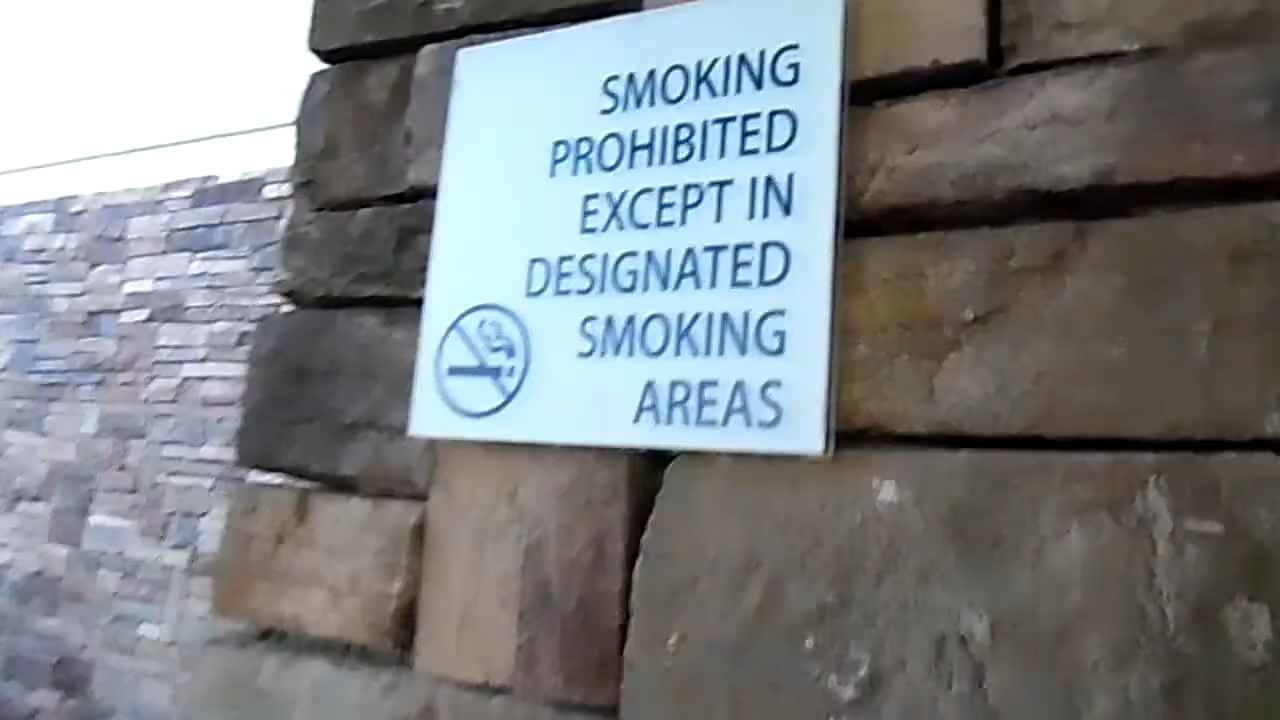 SMOKING
PROHIBITED
EXCEPT IN
DESIGNATED
SMOKING
AREAS